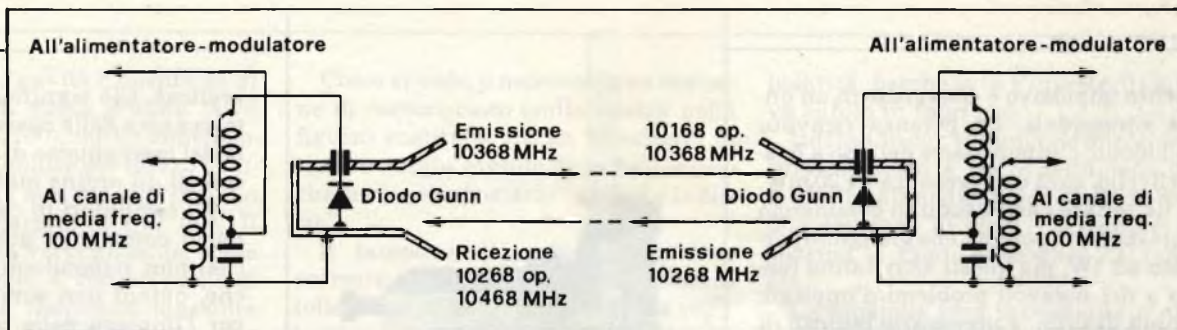 All'alimentatore-modulatore
All'alimentatore-modulatore
Emissione
10368 MHz
10168 op.
10368 MHz
Diodo Gunn
Diodo Gunn
Al canale di
media freq.
100 MHz
Al canale di
media freq.
100 MHz
Ricezione
10268 op.
10468 MHz
Emissione
10268 MHz